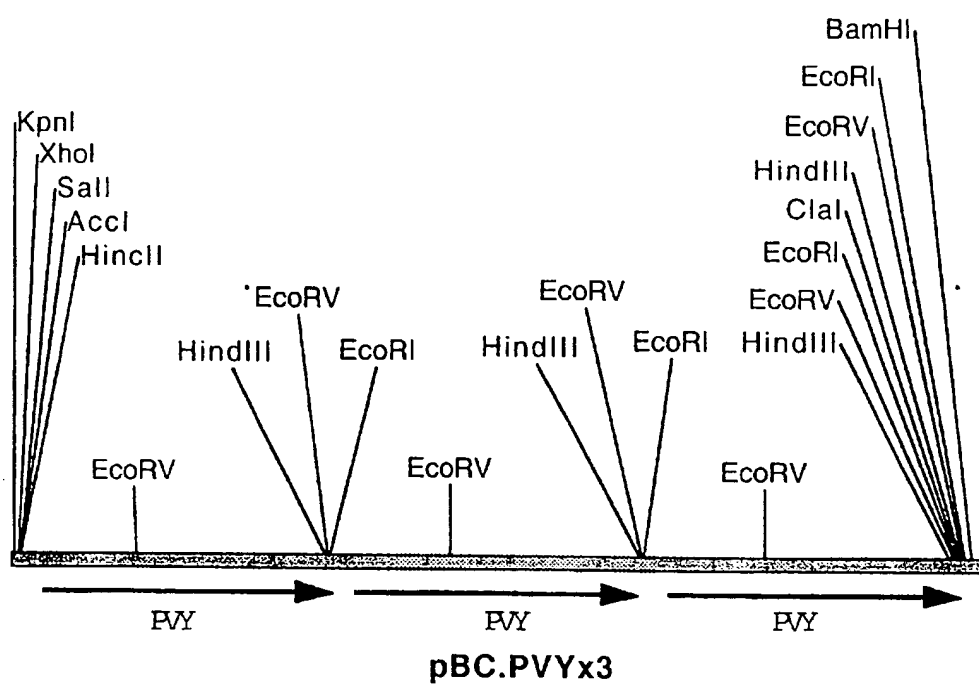 BamHI
EcoRI
KpnI
EcoRV
XhoI
HindIII
SalI
ClaI
AccI
HincII
EcoRI
EcoRV
EcoRV
EcoRV
HindIII
EcoRI
HindIII
EcoRI
HindIII
EcoRV
EcoRV
EcoRV
PVY
PVY
PVY
pBC.PVYx3